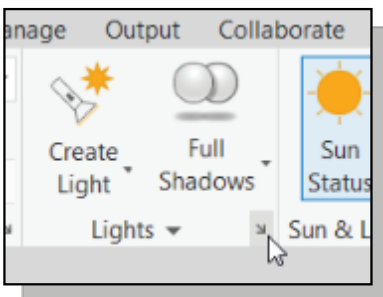 anage Output Collaborate
Create Light
Full Shadows
Sun Status
Lights
Sun & L